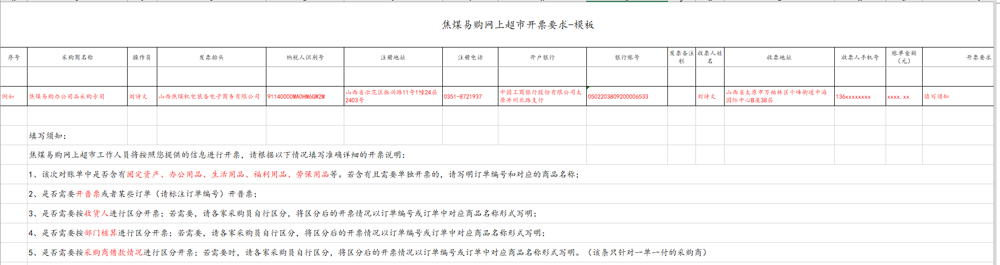 焦煤易购网上超市开票要求-模板
序号 采购商名称 操作员 发票抬头 纳税人识别号 注册地址 注册电话 开户银行 银行账号 发票备注栏 收票人姓名 收票地址 收票人手机号 账单金额（元） 开票要求
例如 焦煤易购办公用品采购专用 刘诗文 山西焦煤机电装备电子商务有限公司 91140000MA0HM6GW2M 山西省示范区振兴路11号1幢24层2403号 0351-8721937 中国工商银行股份有限公司太原并州北路支行 0502203809200006533 刘诗文 山西省太原市万柏林区千峰街道中海国际中心B座38层 136xxxxxxxx xxxx.xx 填写须知
填写须知：
焦煤易购网上超市工作人员将按照您提供的信息进行开票，请根据以下情况填写准确详细的开票说明：
1、该次对账单中是否含有固定资产、办公用品、生活用品、福利用品、劳保用品等。若含有且需要单独开票的，请写明订单编号和对应的商品名称；
2、是否需要开普票或者某些订单（请标注订单编号）开普票；
3、是否需要按收货人进行区分开票；若需要，请各家采购员自行区分，将区分后的开票情况以订单编号或订单中对应商品名称形式写明；
4、是否需要按部门核算进行区分开票；若需要，请各家采购员自行区分，将区分后的开票情况以订单编号或订单中对应商品名称形式写明；
5、是否需要按采购商借款情况进行区分开票；若需要时，请各家采购员自行区分，将区分后的开票情况以订单编号或订单中对应商品名称形式写明。（该条只针对一单一付的采购商）